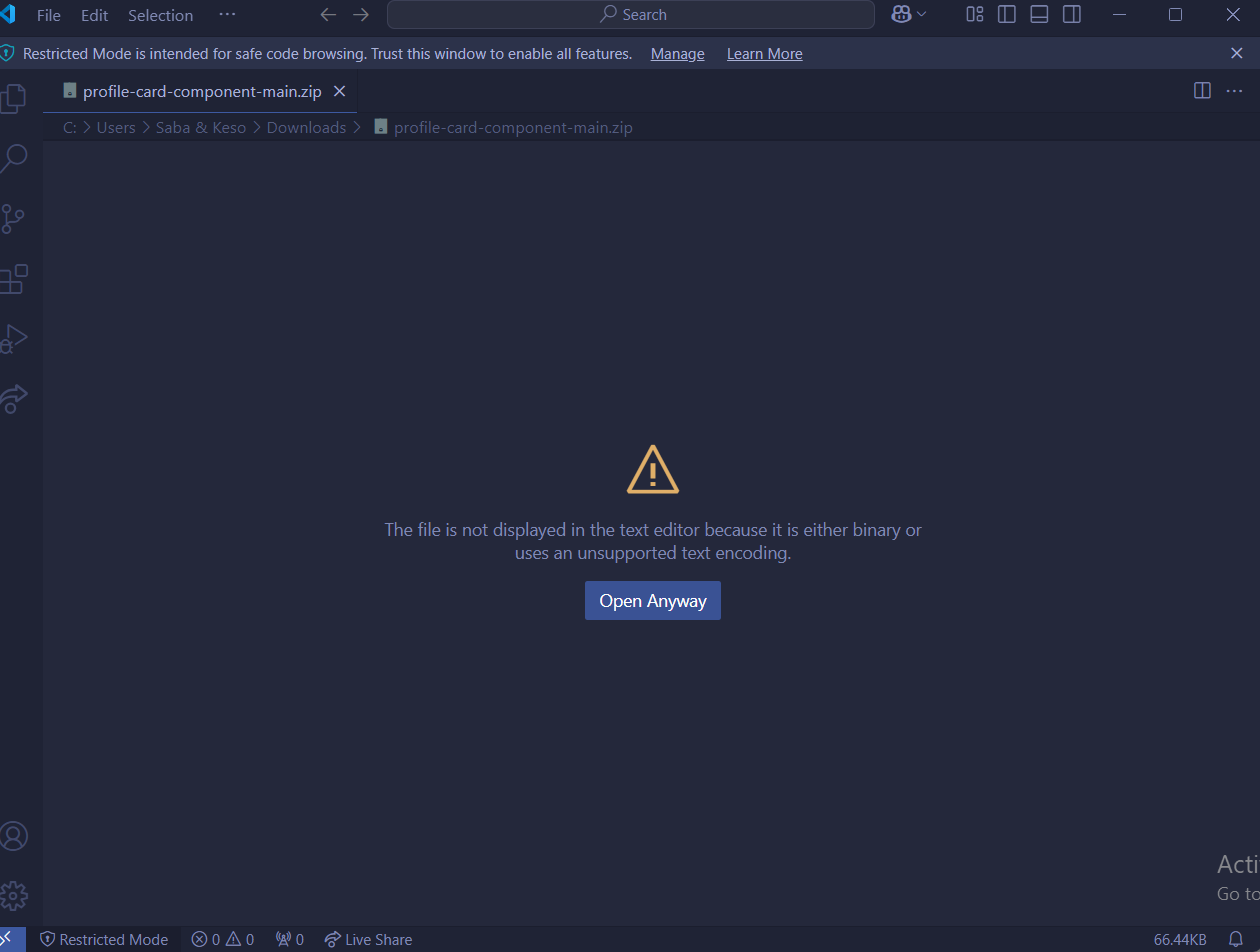 File Edit Selection ··· Search
Restricted Mode is intended for safe code browsing. Trust this window to enable all features. Manage Learn More
profile-card-component-main.zip
C: > Users > Saba & Keso > Downloads > profile-card-component-main.zip
The file is not displayed in the text editor because it is either binary or
uses an unsupported text encoding.
Open Anyway
Acti
Go to
Restricted Mode 0 0 0 Live Share 66.44KB